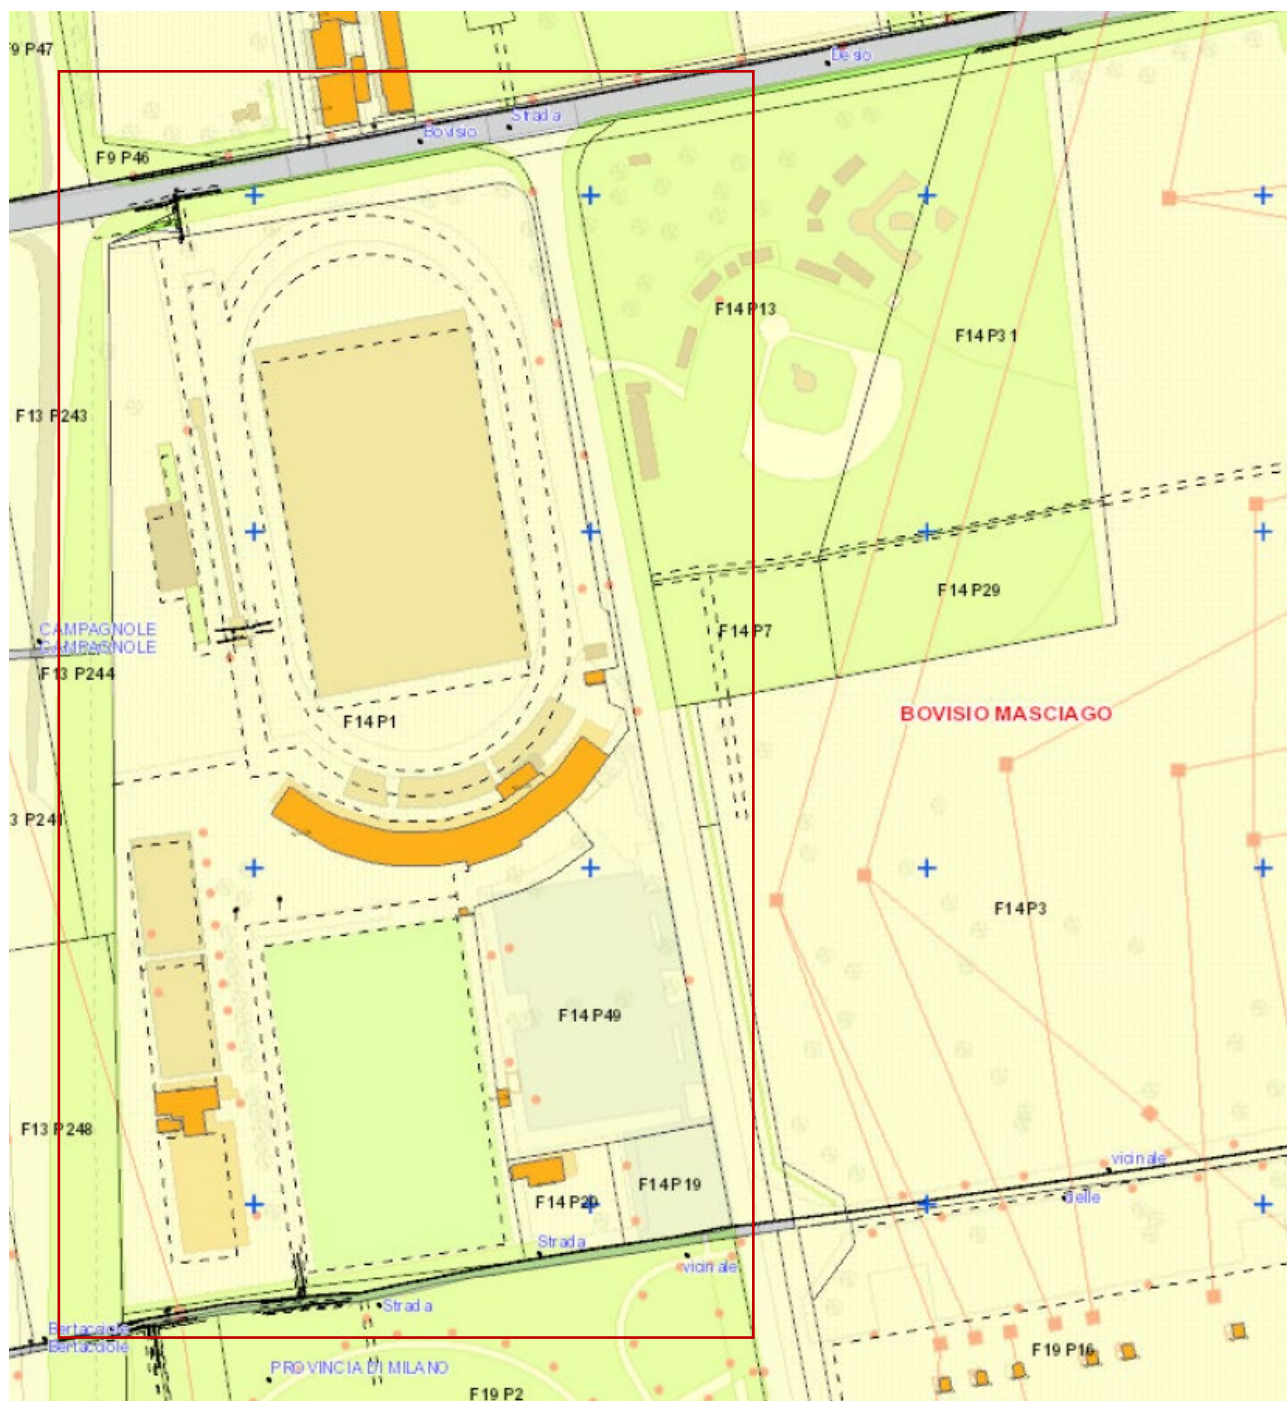 F9 P47
Desio
Strada
Bovisio
F9 P46
F14 P13
F14 P31
F13 P243
F14 P29
CAMPAGNOLE
F14 P7
CAMPAGNOLE
F13 P244
BOVISIO MASCIAGO
F14 P1
3 P241
F14 P3
F14 P49
F13 P248
vicinale
F14 P19
delle
F14 P20
Strada
vicinale
Strada
Bertacciole
Bertacciole
F19 P16
PROVINCIA DI MILANO
F19 P2